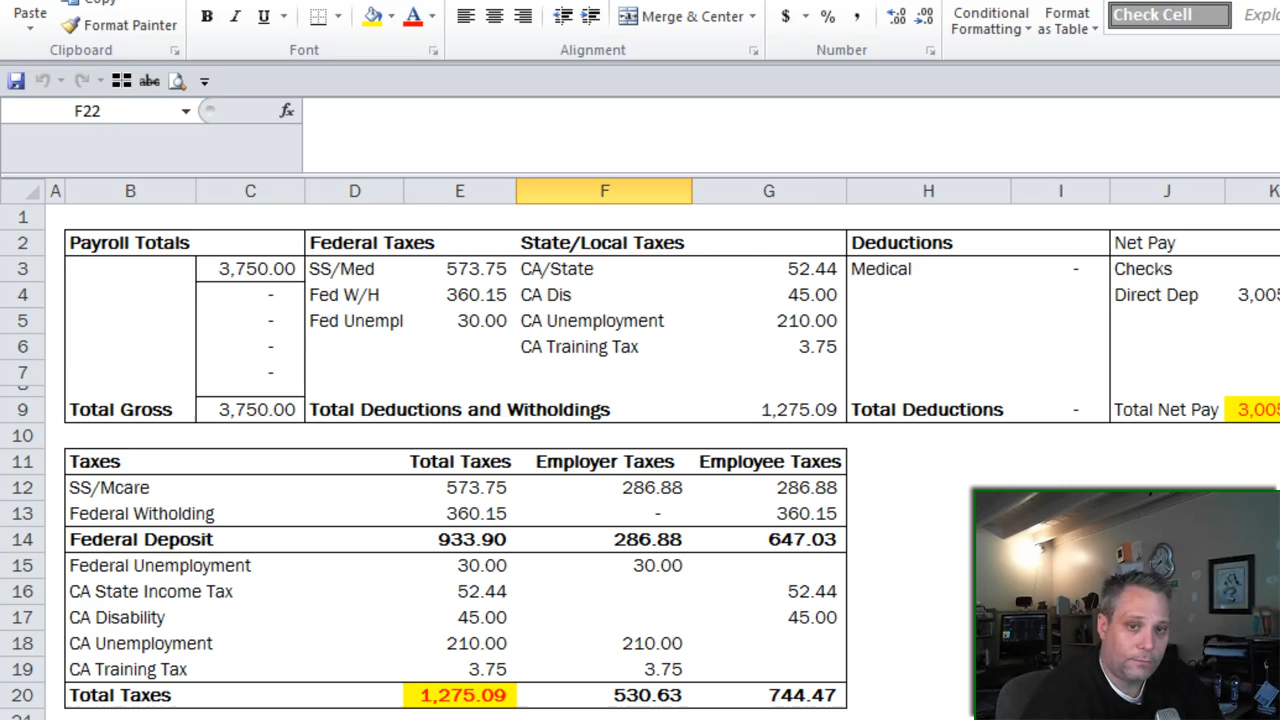 Paste
Copy
Format Painter
B I U
A
Merge & Center
$ % ,
Conditional Formatting
Format as Table
Check Cell
Clipboard
Font
Alignment
Number
abc
F22
fx
A B C D E F G H I J K
1
2 Payroll Totals Federal Taxes State/Local Taxes Deductions Net Pay
3 3,750.00 SS/Med 573.75 CA/State 52.44 Medical - Checks
4 - Fed W/H 360.15 CA Dis 45.00 Direct Dep 3,005
5 - Fed Unempl 30.00 CA Unemployment 210.00
6 - CA Training Tax 3.75
7 -
9 Total Gross 3,750.00 Total Deductions and Witholdings 1,275.09 Total Deductions - Total Net Pay 3,005
10
11 Taxes Total Taxes Employer Taxes Employee Taxes
12 SS/Mcare 573.75 286.88 286.88
13 Federal Witholding 360.15 - 360.15
14 Federal Deposit 933.90 286.88 647.03
15 Federal Unemployment 30.00 30.00
16 CA State Income Tax 52.44 52.44
17 CA Disability 45.00 45.00
18 CA Unemployment 210.00 210.00
19 CA Training Tax 3.75 3.75
20 Total Taxes 1,275.09 530.63 744.47